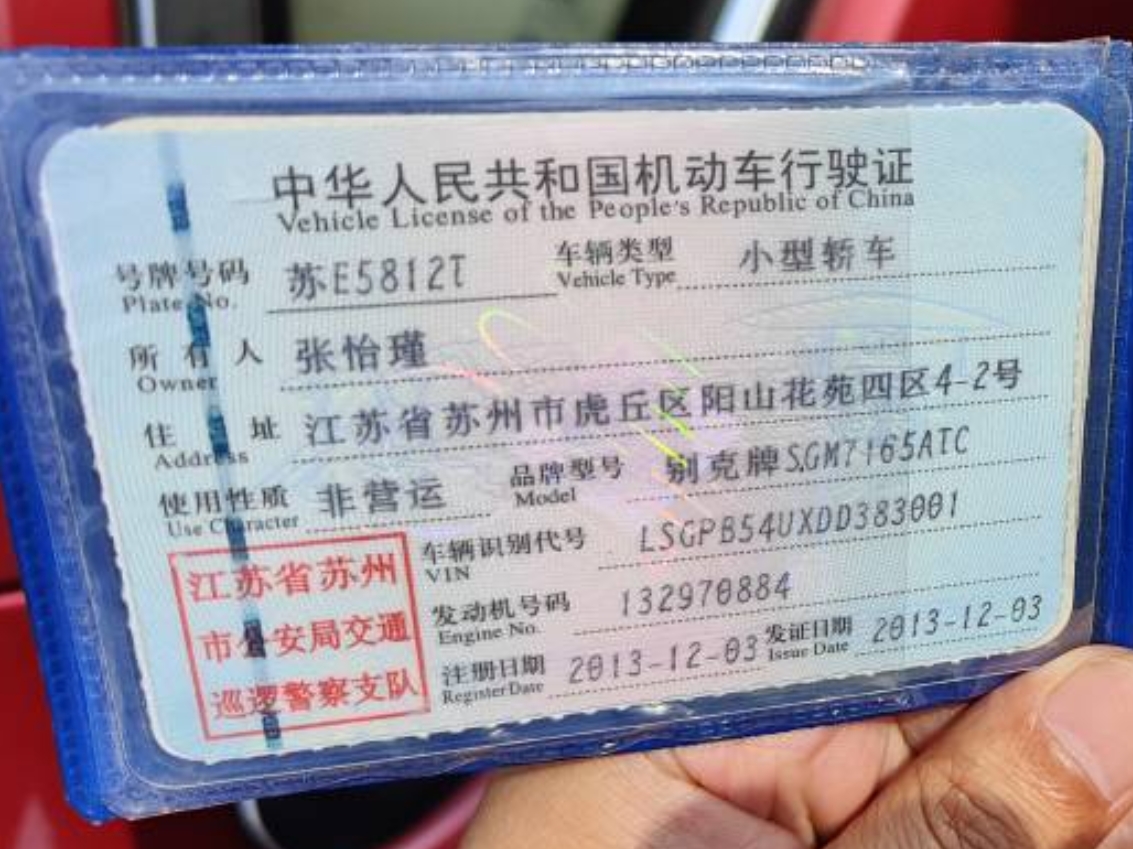 中华人民共和国机动车行驶证
Vehicle License of the People's Republic of China
号牌号码 苏E5812T 车辆类型 小型轿车
Plate No. Vehicle Type
所有人 张怡瑾
Owner
住址 江苏省苏州市虎丘区阳山花苑四区4-2号
Address
使用性质 非营运 品牌型号 别克牌SGM7165ATC
Use Character Model
江苏省苏州
市公安局交通
巡逻警察支队
车辆识别代号 LSGPB54UXDD383001
VIN
发动机号码 132970884
Engine No.
注册日期 2013-12-03 发证日期 2013-12-03
Register Date Issue Date